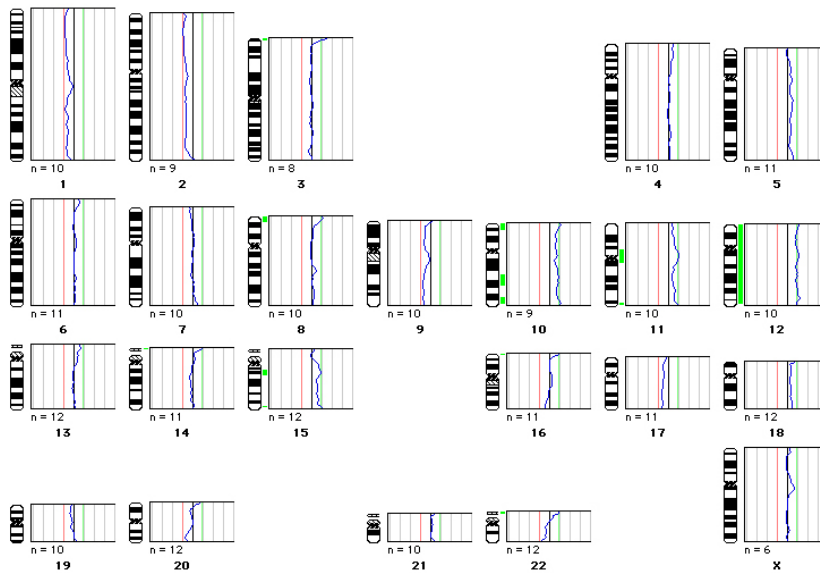 n = 10
1
n = 9
2
n = 8
3
n = 10
4
n = 11
5
n = 11
6
n = 10
7
n = 10
8
n = 10
9
n = 9
10
n = 10
11
n = 10
12
n = 12
13
n = 11
14
n = 12
15
n = 11
16
n = 11
17
n = 12
18
n = 10
19
n = 12
20
n = 10
21
n = 12
22
n = 6
X